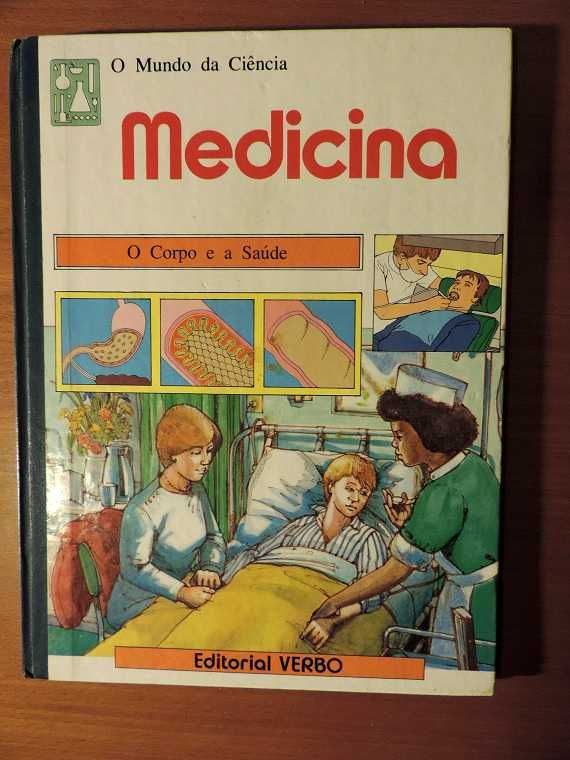 O Mundo da Ciência
Medicina
O Corpo e a Saúde
Editorial VERBO